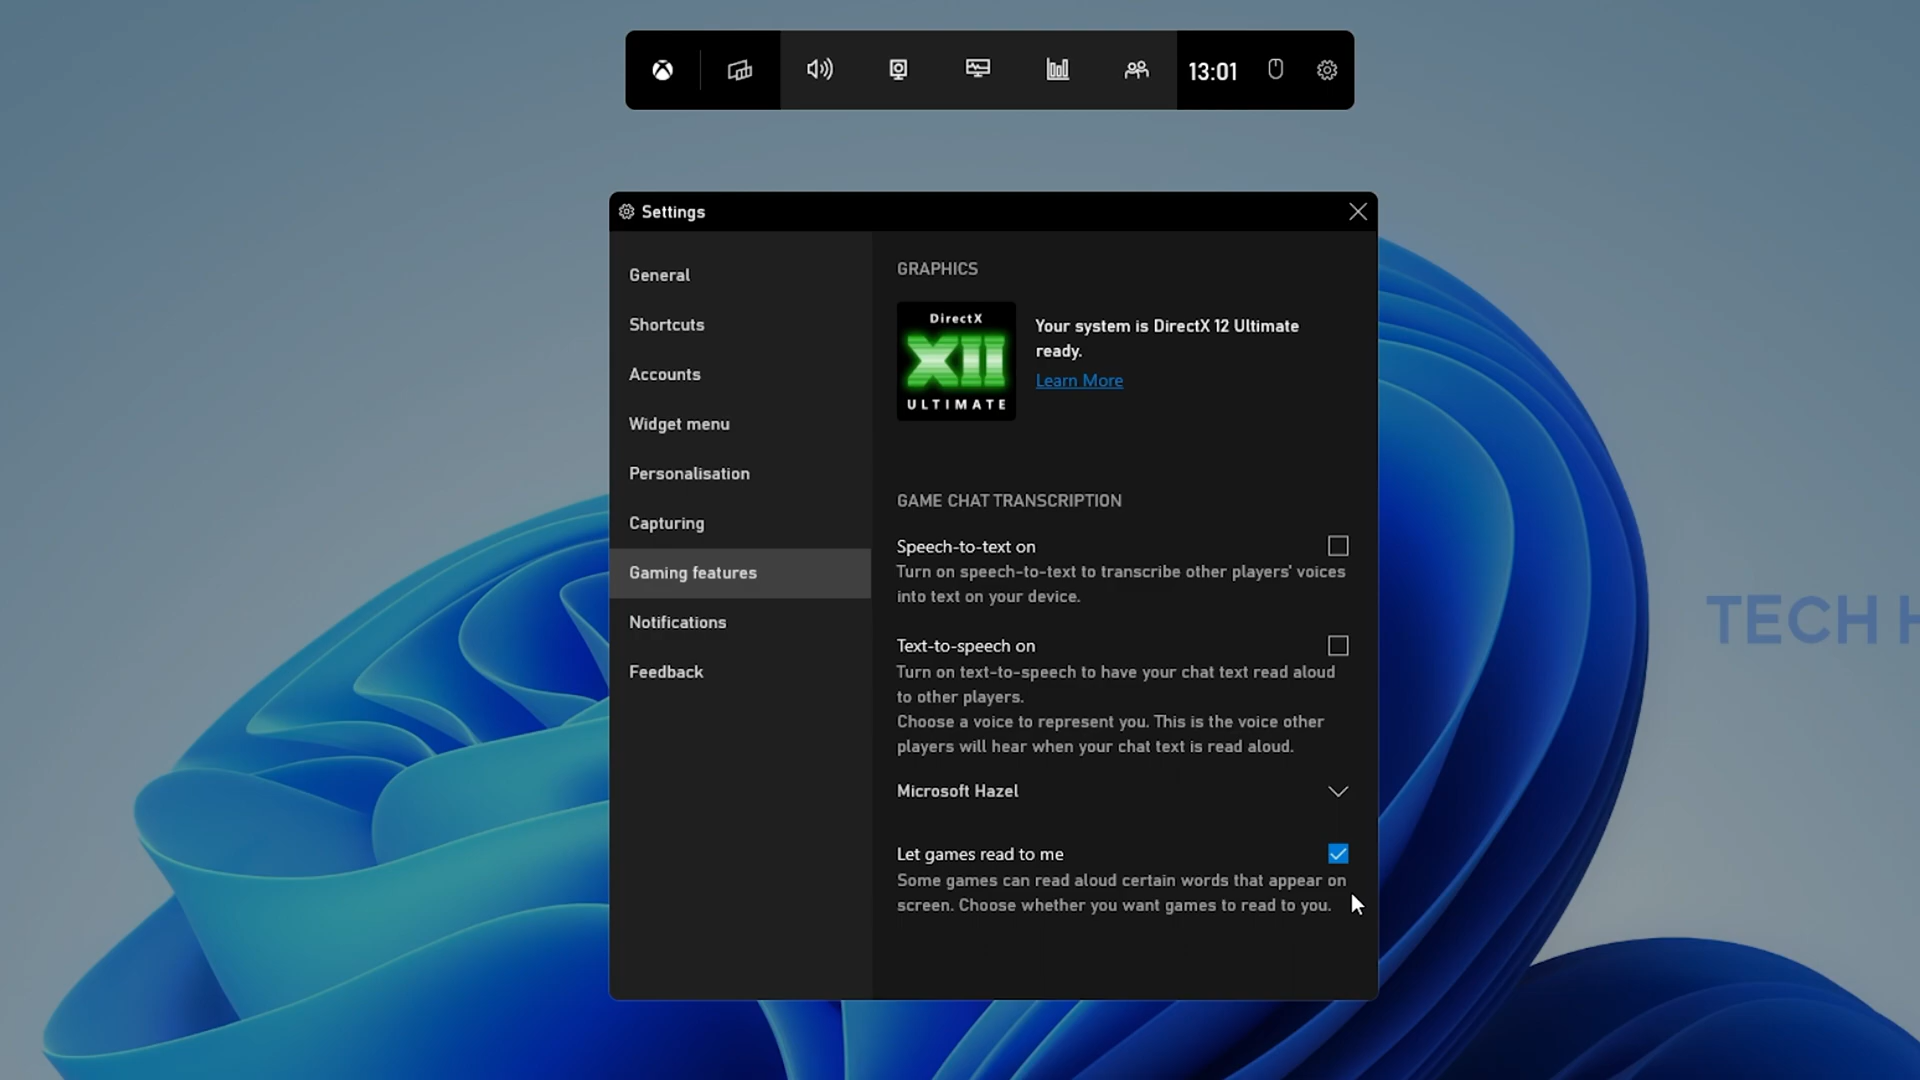 13:01
Settings
General
Shortcuts
Accounts
Widget menu
Personalisation
Capturing
Gaming features
Notifications
Feedback
GRAPHICS
DirectX
XII
ULTIMATE
Your system is DirectX 12 Ultimate
ready.
Learn More
GAME CHAT TRANSCRIPTION
Speech-to-text on
Turn on speech-to-text to transcribe other players' voices
into text on your device.
Text-to-speech on
Turn on text-to-speech to have your chat text read aloud
to other players.
Choose a voice to represent you. This is the voice other
players will hear when your chat text is read aloud.
Microsoft Hazel
Let games read to me
Some games can read aloud certain words that appear on
screen. Choose whether you want games to read to you.
TECH H